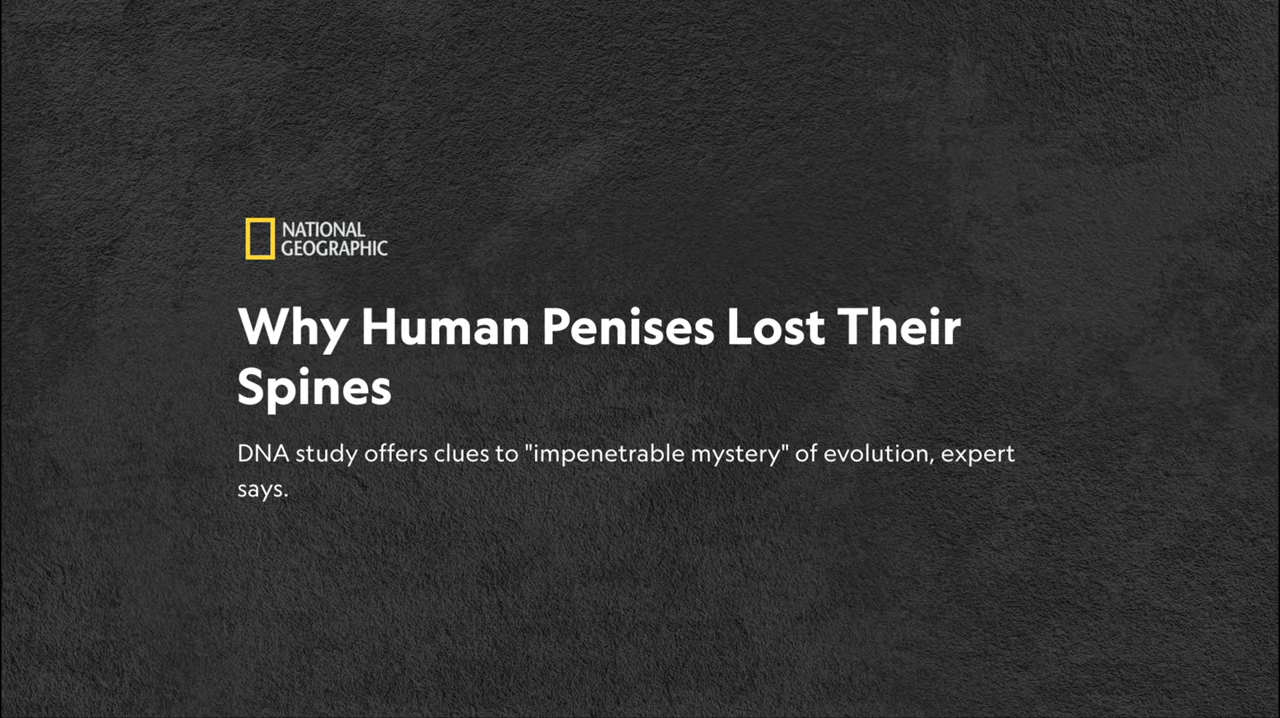 NATIONAL
GEOGRAPHIC
Why Human Penises Lost Their
Spines
DNA study offers clues to "impenetrable mystery" of evolution, expert
says.